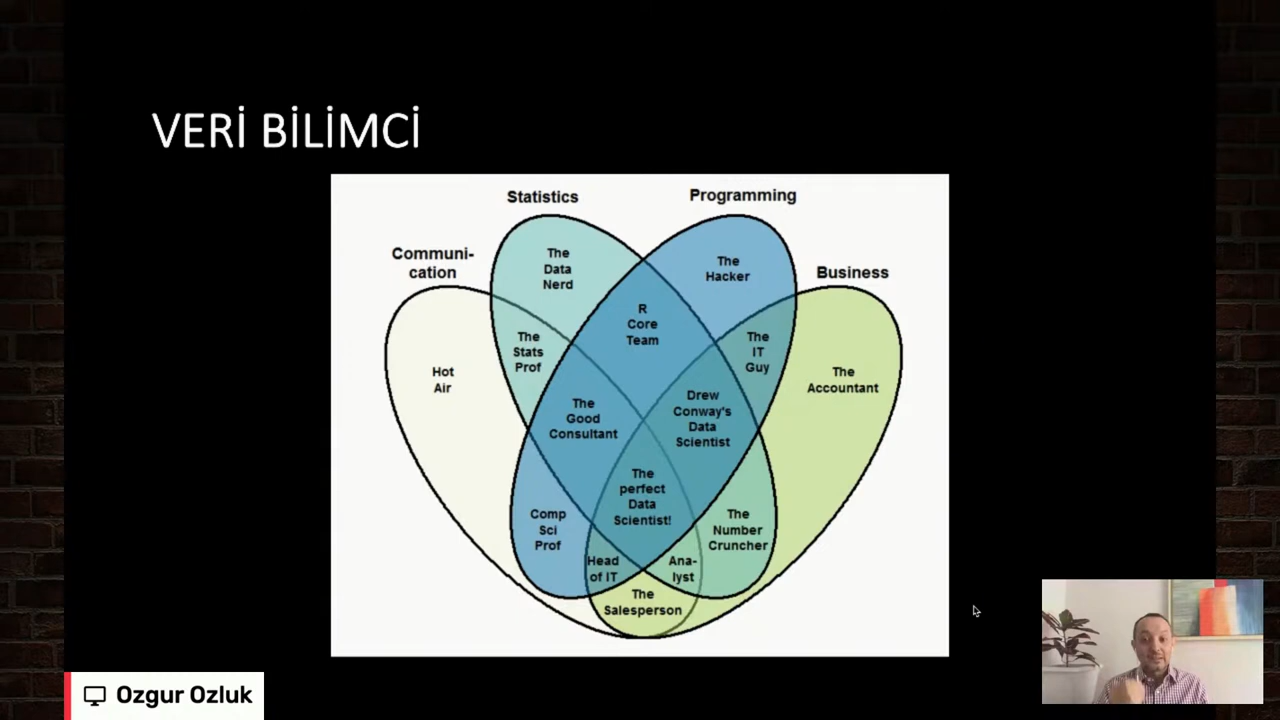 VERİ BİLİMCİ
Statistics
Programming
Communi-
cation
Business
The
Data
Nerd
The
Hacker
R
Core
Team
The
Stats
Prof
The
IT
Guy
Hot
Air
The
Accountant
The
Good
Consultant
Drew
Conway's
Data
Scientist
The
perfect
Data
Scientist!
Comp
Sci
Prof
The
Number
Cruncher
Head
of IT
Ana-
lyst
The
Salesperson
Ozgur Ozluk